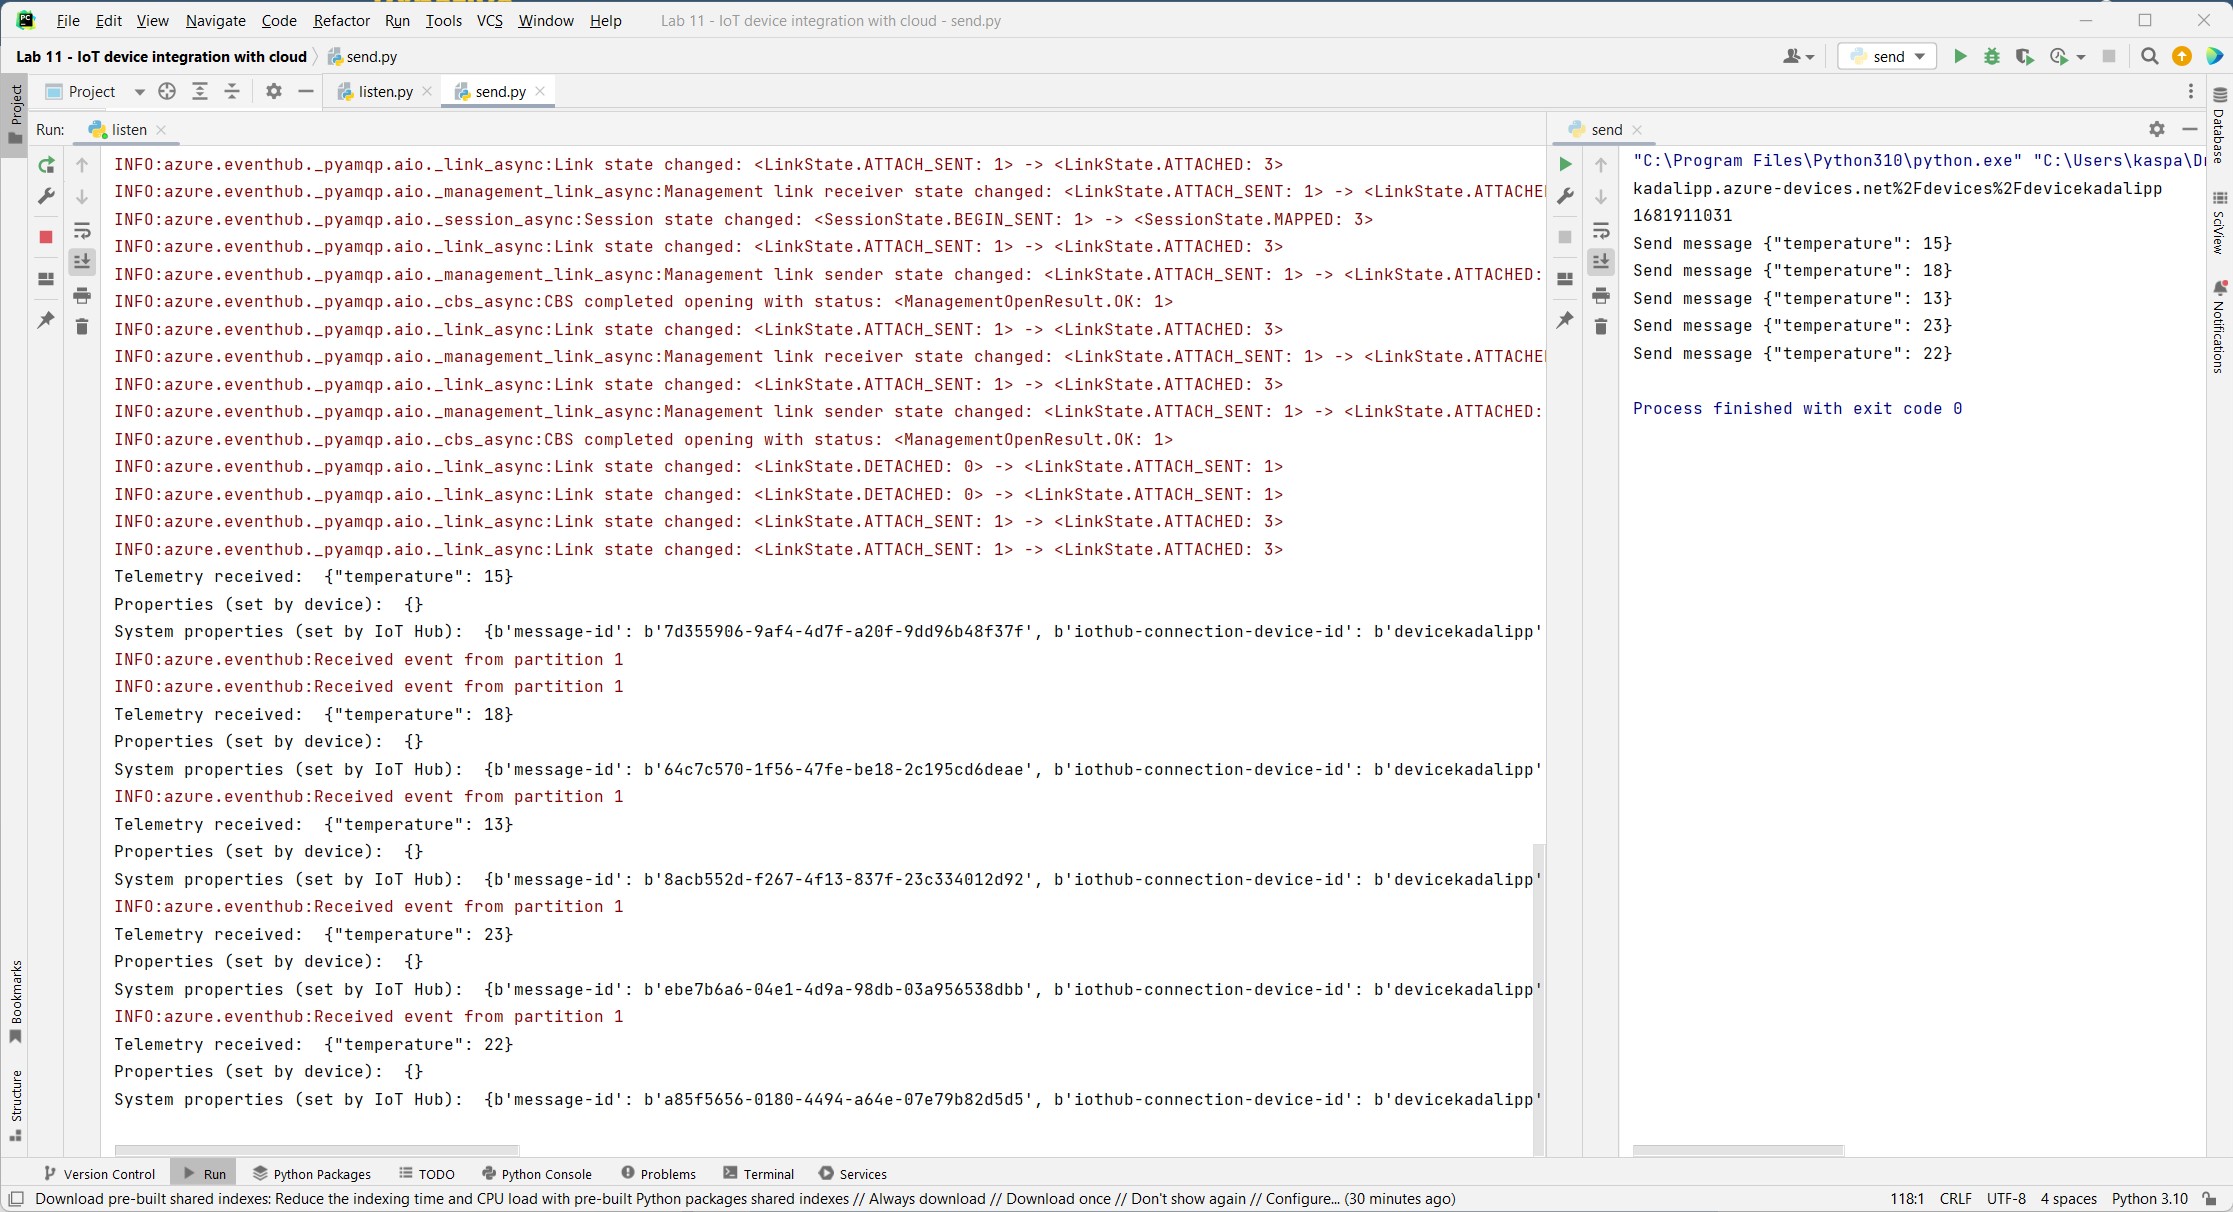 File Edit View Navigate Code Refactor Run Tools VCS Window Help Lab 11 - IoT device integration with cloud - send.py
Lab 11 - IoT device integration with cloud send.py send
Project listen.py send.py
Project
Run: listen
INFO:azure.eventhub._pyamqp.aio._link_async:Link state changed: <LinkState.ATTACH_SENT: 1> -> <LinkState.ATTACHED: 3>
INFO:azure.eventhub._pyamqp.aio._management_link_async:Management link receiver state changed: <LinkState.ATTACH_SENT: 1> -> <LinkState.ATTACHE
INFO:azure.eventhub._pyamqp.aio._session_async:Session state changed: <SessionState.BEGIN_SENT: 1> -> <SessionState.MAPPED: 3>
INFO:azure.eventhub._pyamqp.aio._link_async:Link state changed: <LinkState.ATTACH_SENT: 1> -> <LinkState.ATTACHED: 3>
INFO:azure.eventhub._pyamqp.aio._management_link_async:Management link sender state changed: <LinkState.ATTACH_SENT: 1> -> <LinkState.ATTACHED:
INFO:azure.eventhub._pyamqp.aio._cbs_async:CBS completed opening with status: <ManagementOpenResult.OK: 1>
INFO:azure.eventhub._pyamqp.aio._link_async:Link state changed: <LinkState.ATTACH_SENT: 1> -> <LinkState.ATTACHED: 3>
INFO:azure.eventhub._pyamqp.aio._management_link_async:Management link receiver state changed: <LinkState.ATTACH_SENT: 1> -> <LinkState.ATTACHE
INFO:azure.eventhub._pyamqp.aio._link_async:Link state changed: <LinkState.ATTACH_SENT: 1> -> <LinkState.ATTACHED: 3>
INFO:azure.eventhub._pyamqp.aio._management_link_async:Management link sender state changed: <LinkState.ATTACH_SENT: 1> -> <LinkState.ATTACHED:
INFO:azure.eventhub._pyamqp.aio._cbs_async:CBS completed opening with status: <ManagementOpenResult.OK: 1>
INFO:azure.eventhub._pyamqp.aio._link_async:Link state changed: <LinkState.DETACHED: 0> -> <LinkState.ATTACH_SENT: 1>
INFO:azure.eventhub._pyamqp.aio._link_async:Link state changed: <LinkState.DETACHED: 0> -> <LinkState.ATTACH_SENT: 1>
INFO:azure.eventhub._pyamqp.aio._link_async:Link state changed: <LinkState.ATTACH_SENT: 1> -> <LinkState.ATTACHED: 3>
INFO:azure.eventhub._pyamqp.aio._link_async:Link state changed: <LinkState.ATTACH_SENT: 1> -> <LinkState.ATTACHED: 3>
Telemetry received:  {"temperature": 15}
Properties (set by device):  {}
System properties (set by IoT Hub):  {b'message-id': b'7d355906-9af4-4d7f-a20f-9dd96b48f37f', b'iothub-connection-device-id': b'devicekadalipp'
INFO:azure.eventhub:Received event from partition 1
INFO:azure.eventhub:Received event from partition 1
Telemetry received:  {"temperature": 18}
Properties (set by device):  {}
System properties (set by IoT Hub):  {b'message-id': b'64c7c570-1f56-47fe-be18-2c195cd6deae', b'iothub-connection-device-id': b'devicekadalipp'
INFO:azure.eventhub:Received event from partition 1
Telemetry received:  {"temperature": 13}
Properties (set by device):  {}
System properties (set by IoT Hub):  {b'message-id': b'8acb552d-f267-4f13-837f-23c334012d92', b'iothub-connection-device-id': b'devicekadalipp'
INFO:azure.eventhub:Received event from partition 1
Telemetry received:  {"temperature": 23}
Properties (set by device):  {}
System properties (set by IoT Hub):  {b'message-id': b'ebe7b6a6-04e1-4d9a-98db-03a956538dbb', b'iothub-connection-device-id': b'devicekadalipp'
INFO:azure.eventhub:Received event from partition 1
Telemetry received:  {"temperature": 22}
Properties (set by device):  {}
System properties (set by IoT Hub):  {b'message-id': b'a85f5656-0180-4494-a64e-07e79b82d5d5', b'iothub-connection-device-id': b'devicekadalipp'
send
"C:\Program Files\Python310\python.exe" "C:\Users\kaspa\Dr
kadalipp.azure-devices.net%2Fdevices%2Fdevicekadalipp
1681911031
Send message {"temperature": 15}
Send message {"temperature": 18}
Send message {"temperature": 13}
Send message {"temperature": 23}
Send message {"temperature": 22}
Process finished with exit code 0
Database
SciView
Notifications
Bookmarks
Structure
Version Control Run Python Packages TODO Python Console Problems Terminal Services
Download pre-built shared indexes: Reduce the indexing time and CPU load with pre-built Python packages shared indexes // Always download // Download once // Don't show again // Configure... (30 minutes ago) 118:1 CRLF UTF-8 4 spaces Python 3.10